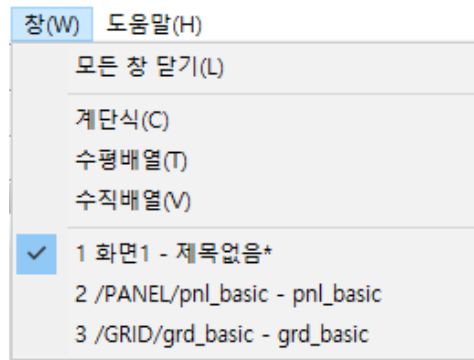 창(W) 도움말(H)
모든 창 닫기(L)
계단식(C)
수평배열(T)
수직배열(V)
1 화면1 - 제목없음*
2 /PANEL/pnl_basic - pnl_basic
3 /GRID/grd_basic - grd_basic